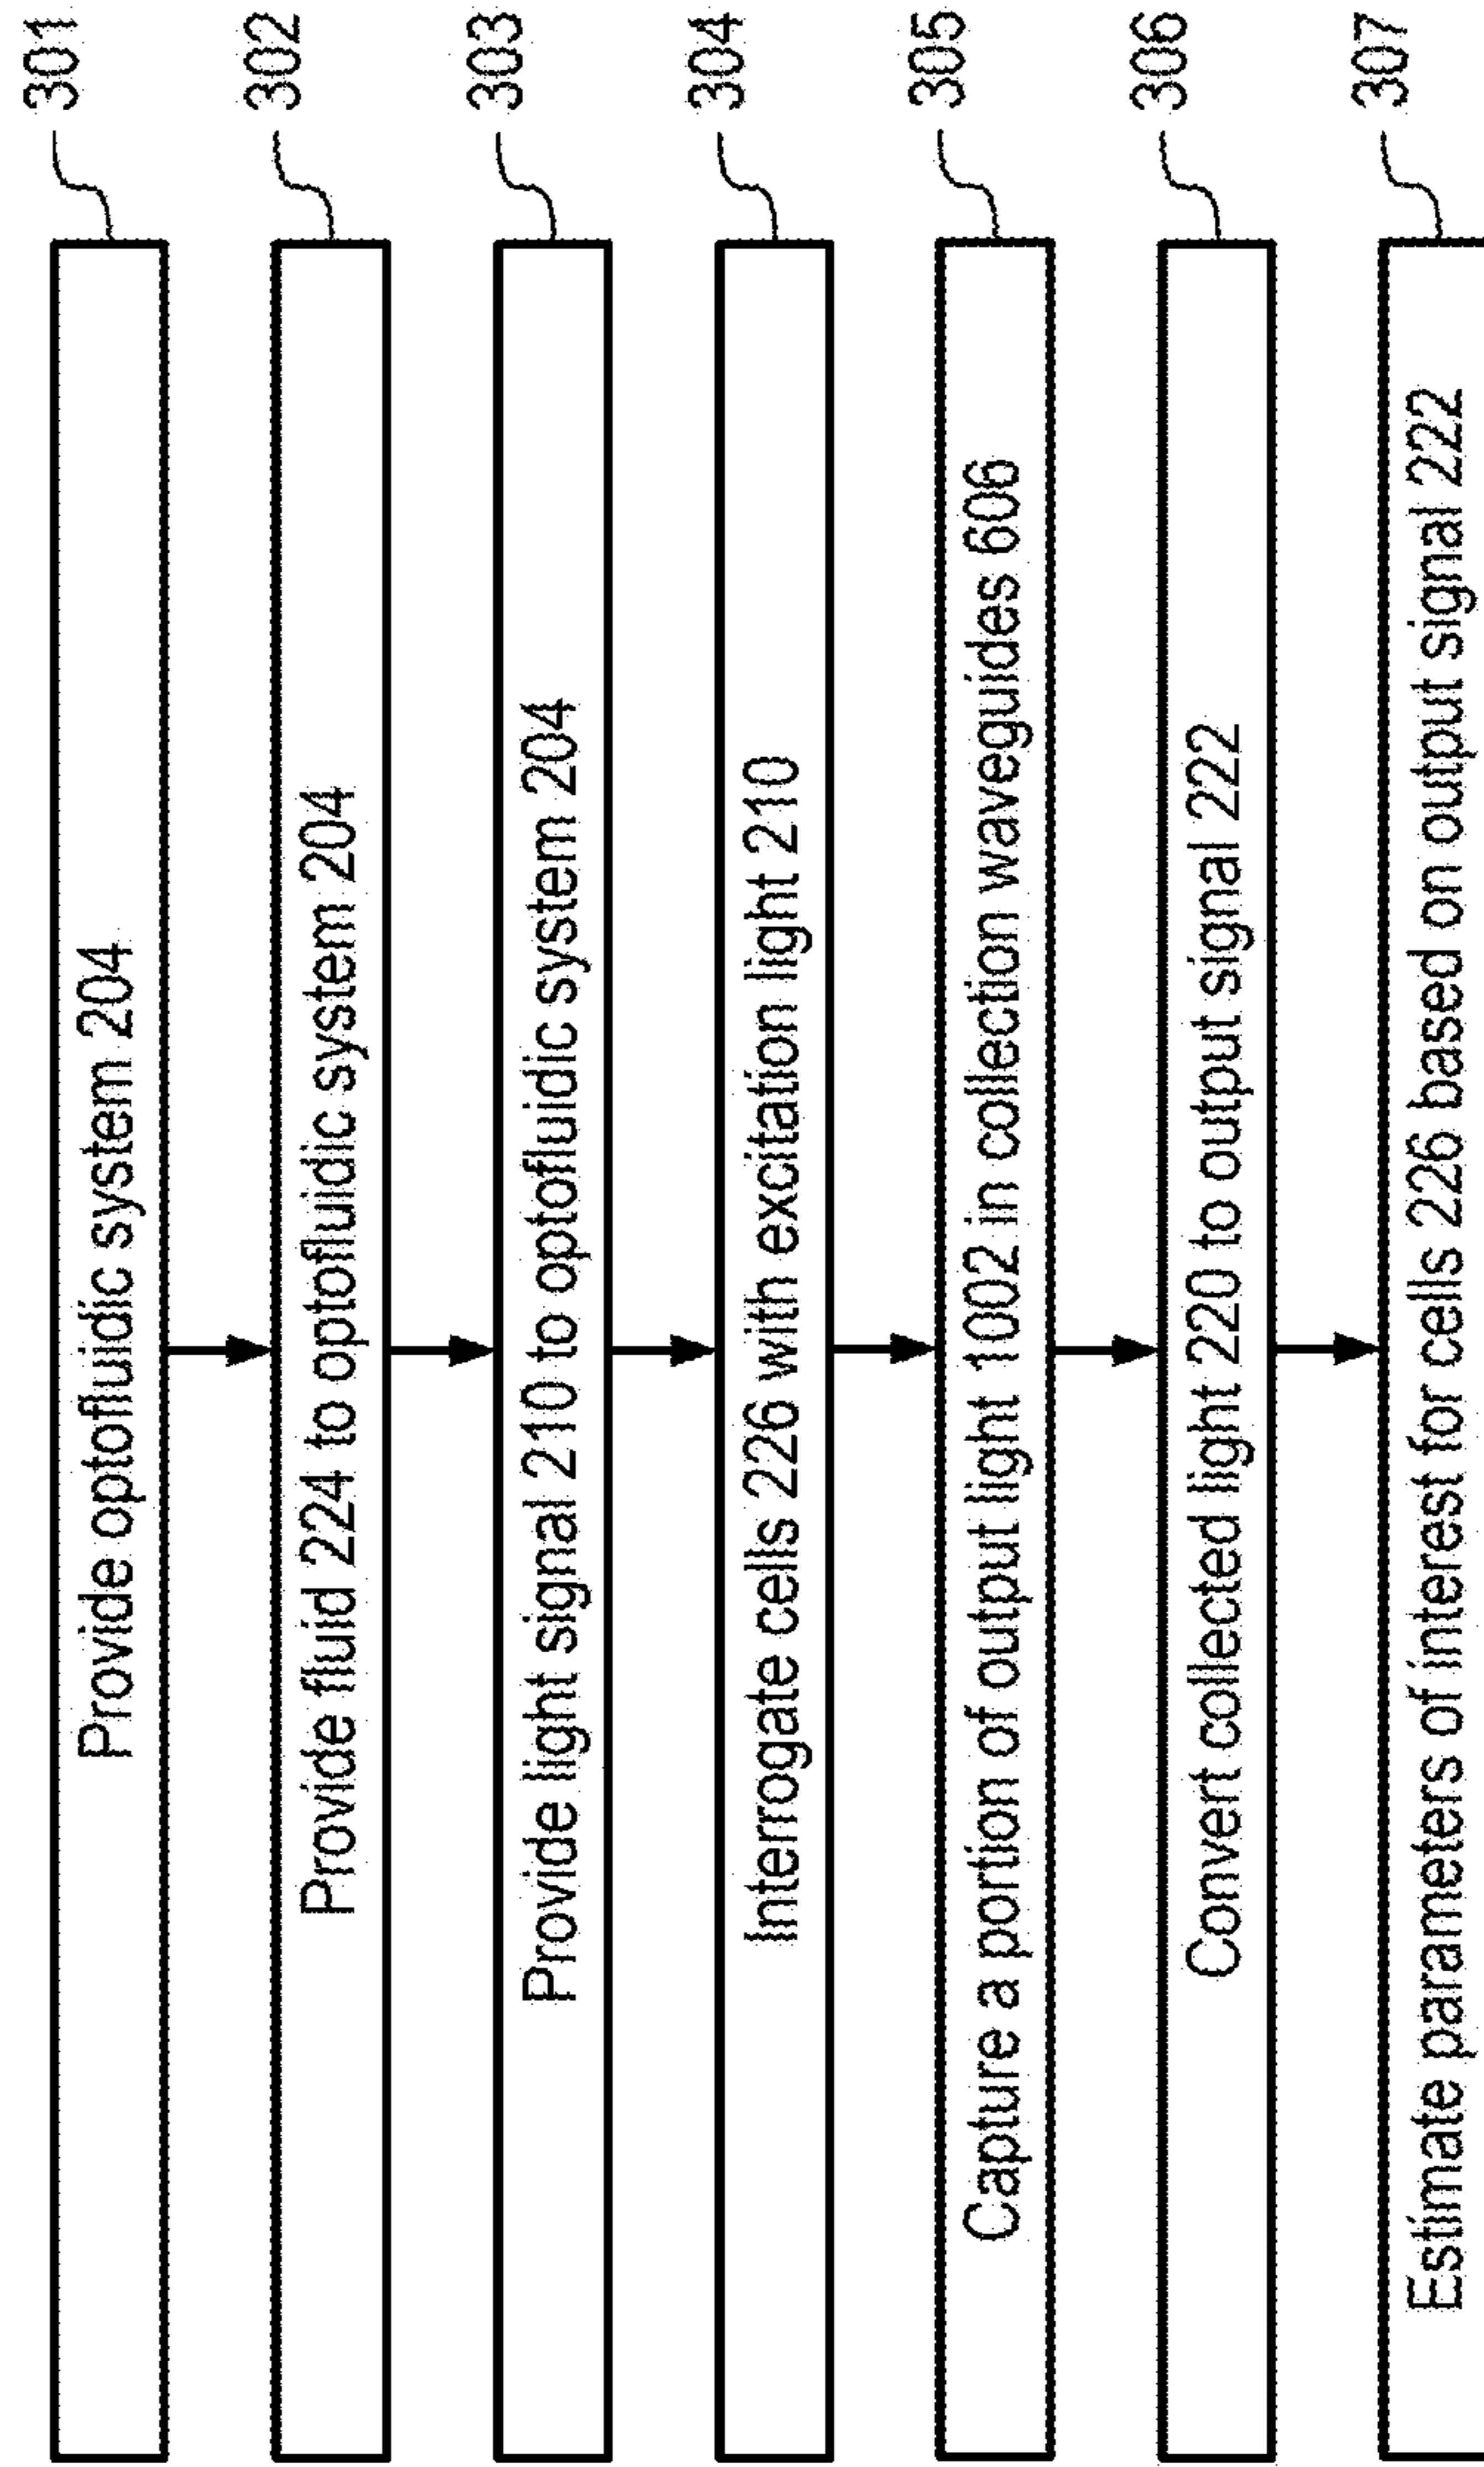 Provide optofluidic system 204
301
Provide fluid 224 to optofluidic system 204
302
Provide light signal 210 to optofluidic system 204
303
Interrogate cells 226 with excitation light 210
304
Capture a portion of output light 1002 in collection waveguides 606
305
Convert collected light 220 to output signal 222
306
Estimate parameters of interest for cells 226 based on output signal 222
307